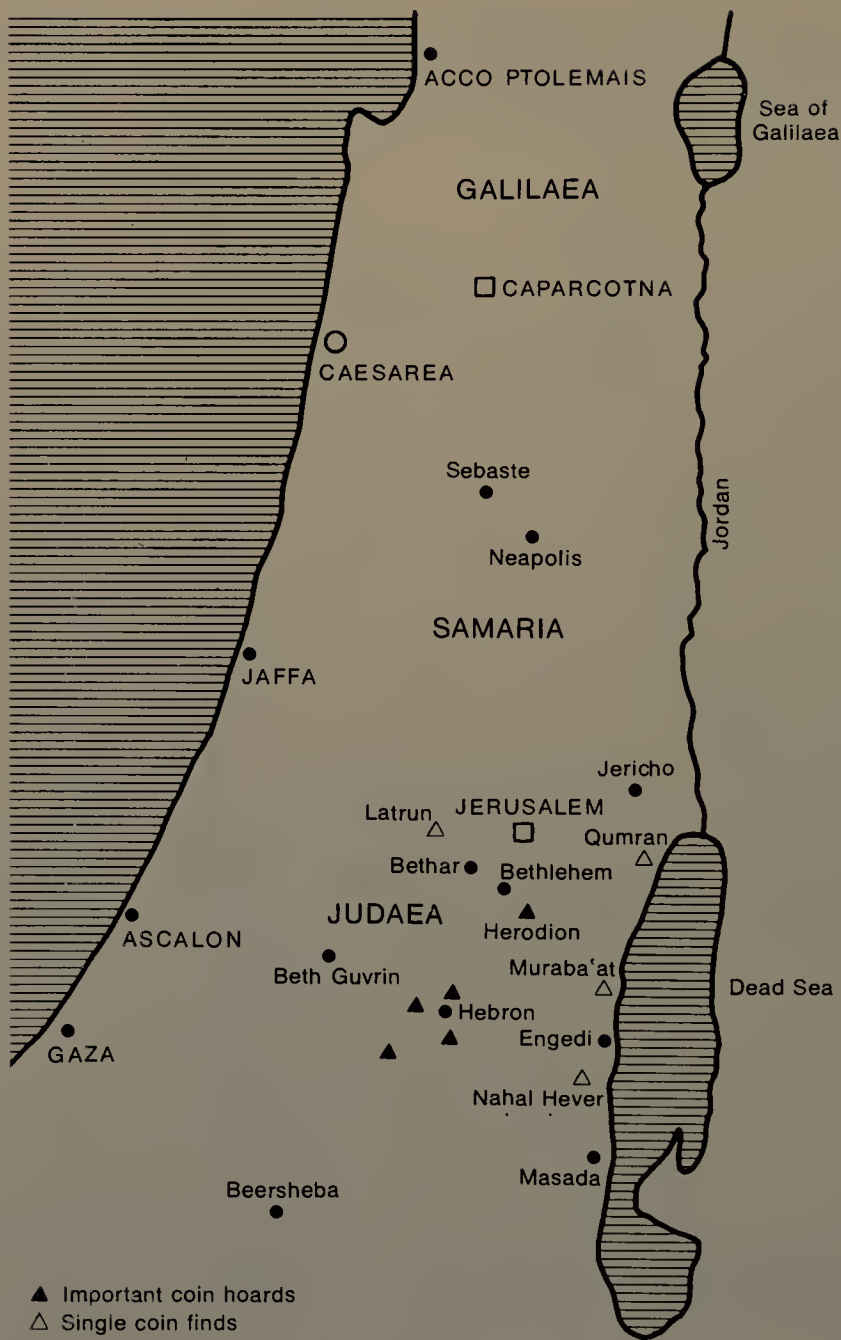 ACCO PTOLEMAIS
Sea of
Galilaea
GALILAEA
CAPARCOTNA
CAESAREA
Sebaste
Neapolis
Jordan
SAMARIA
JAFFA
Jericho
Latrun
JERUSALEM
Qumran
Bethar
Bethlehem
JUDAEA
ASCALON
Herodion
Beth Guvrin
Muraba‘at
Dead Sea
Hebron
GAZA
Engedi
Nahal Hever
Masada
Beersheba
Important coin hoards
Single coin finds